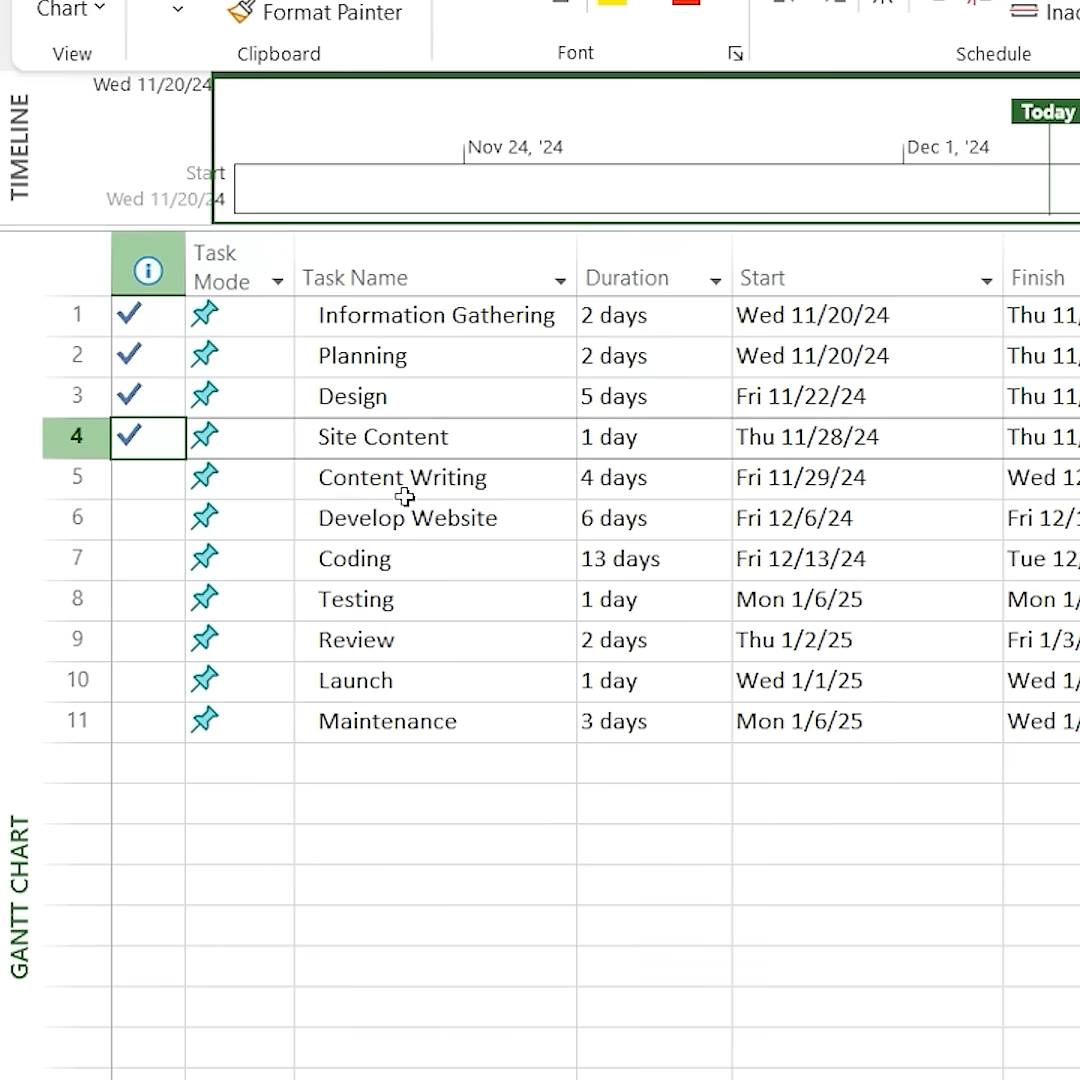 Chart
Format Painter
View
Clipboard
Font
Schedule
TIMELINE
Wed 11/20/24
Today
Nov 24, '24
Dec 1, '24
Start
Wed 11/20/24
Task Mode Task Name Duration Start Finish
1 Information Gathering 2 days Wed 11/20/24 Thu 11/
2 Planning 2 days Wed 11/20/24 Thu 11/
3 Design 5 days Fri 11/22/24 Thu 11/
4 Site Content 1 day Thu 11/28/24 Thu 11/
5 Content Writing 4 days Fri 11/29/24 Wed 12
6 Develop Website 6 days Fri 12/6/24 Fri 12/1
7 Coding 13 days Fri 12/13/24 Tue 12/
8 Testing 1 day Mon 1/6/25 Mon 1/
9 Review 2 days Thu 1/2/25 Fri 1/3/
10 Launch 1 day Wed 1/1/25 Wed 1/
11 Maintenance 3 days Mon 1/6/25 Wed 1/
GANTT CHART